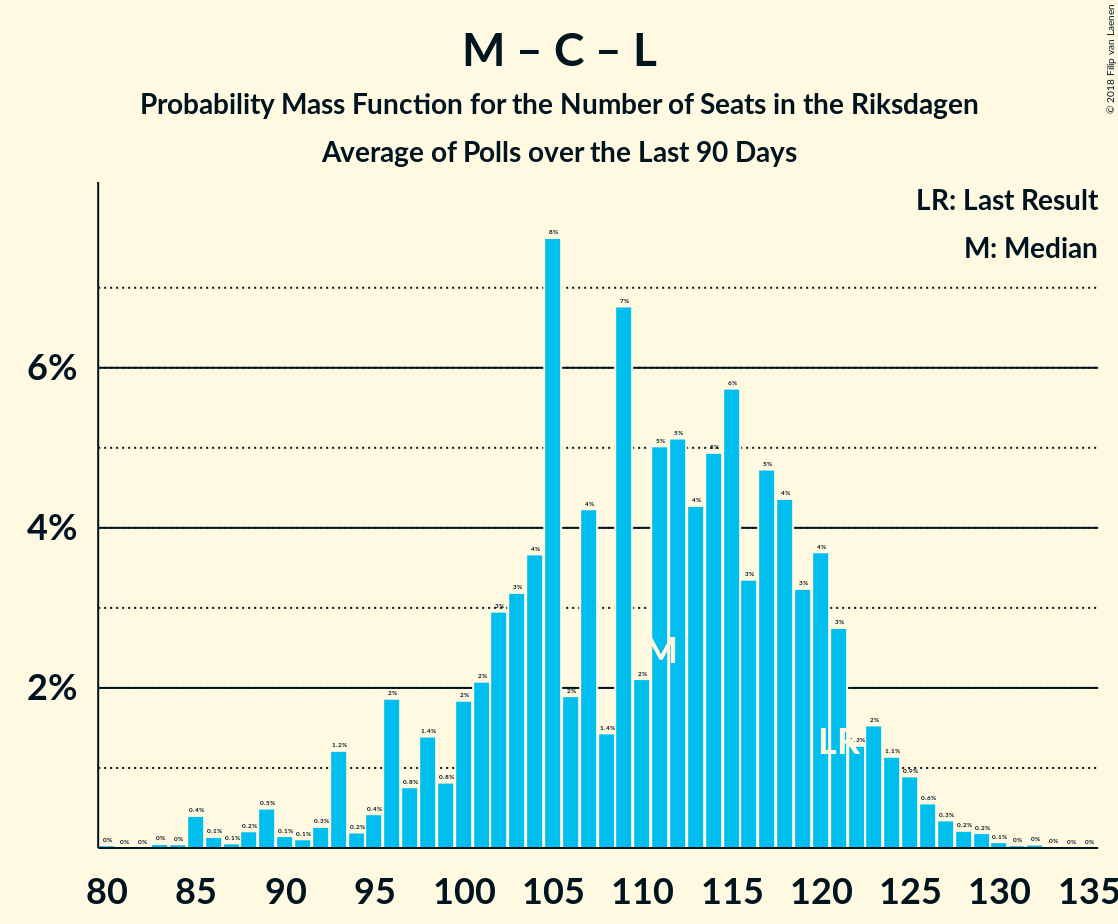 M – C – L
Probability Mass Function for the Number of Seats in the Riksdagen
Average of Polls over the Last 90 Days
© 2018 Filip van Laenen
LR: Last Result
M: Median
6%
4%
2%
0% 0% 0% 0% 0% 0.4% 0.1% 0.1% 0.2% 0.5% 0.1% 0.1% 0.3% 1.2% 0.2% 0.4% 2% 0.8% 1.4% 0.8% 2% 2% 3% 3% 4% 8% 2% 4% 1.4% 7% 2% 5% 5% 4% 5% 6% 3% 5% 4% 3% 4% 3% 1.3% 2% 1.1% 0.9% 0.6% 0.3% 0.2% 0.2% 0.1% 0% 0% 0% 0% 0%
M
LR
80 85 90 95 100 105 110 115 120 125 130 135